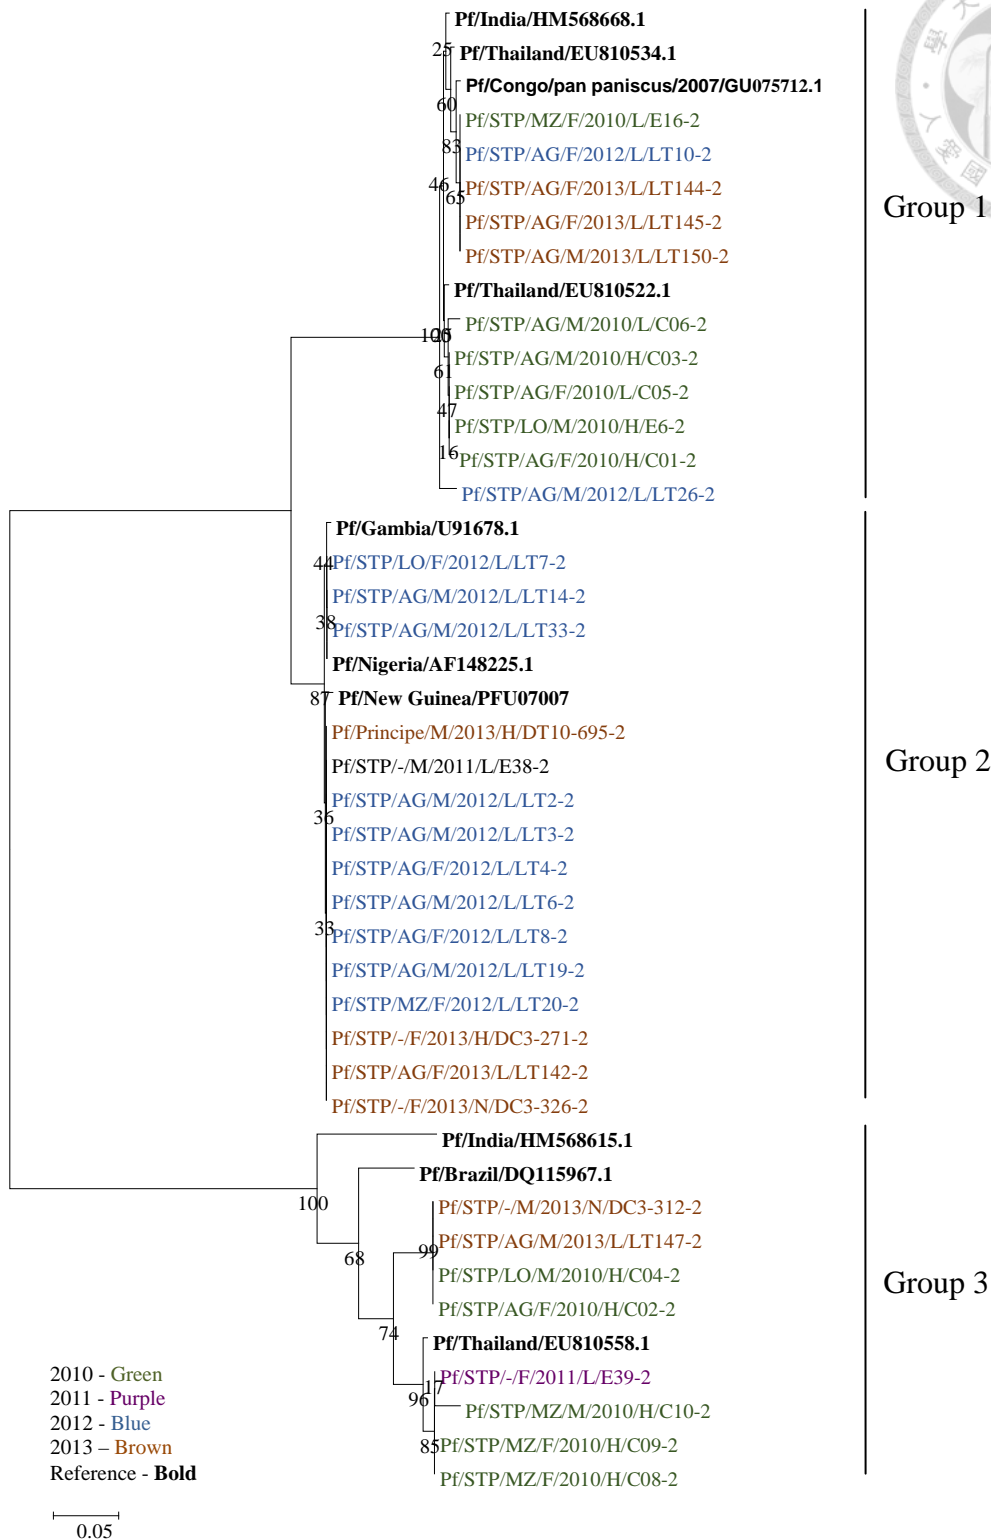 Pf/India/HM568668.1
25
Pf/Thailand/EU810534.1
Pf/Congo/pan paniscus/2007/GU075712.1
60
Pf/STP/MZ/F/2010/L/E16-2
83
Pf/STP/AG/F/2012/L/LT10-2
46
65
Pf/STP/AG/F/2013/L/LT144-2
Group 1
Pf/STP/AG/F/2013/L/LT145-2
Pf/STP/AG/M/2013/L/LT150-2
Pf/Thailand/EU810522.1
Pf/STP/AG/M/2010/L/C06-2
100
Pf/STP/AG/M/2010/H/C03-2
61
Pf/STP/AG/F/2010/L/C05-2
47
Pf/STP/LO/M/2010/H/E6-2
16
Pf/STP/AG/F/2010/H/C01-2
Pf/STP/AG/M/2012/L/LT26-2
Pf/Gambia/U91678.1
44
Pf/STP/LO/F/2012/L/LT7-2
Pf/STP/AG/M/2012/L/LT14-2
38
Pf/STP/AG/M/2012/L/LT33-2
Pf/Nigeria/AF148225.1
87
Pf/New Guinea/PFU07007
Pf/Principe/M/2013/H/DT10-695-2
Pf/STP/-/M/2011/L/E38-2
Group 2
Pf/STP/AG/M/2012/L/LT2-2
36
Pf/STP/AG/M/2012/L/LT3-2
Pf/STP/AG/F/2012/L/LT4-2
Pf/STP/AG/M/2012/L/LT6-2
33
Pf/STP/AG/F/2012/L/LT8-2
Pf/STP/AG/M/2012/L/LT19-2
Pf/STP/MZ/F/2012/L/LT20-2
Pf/STP/-/F/2013/H/DC3-271-2
Pf/STP/AG/F/2013/L/LT142-2
Pf/STP/-/F/2013/N/DC3-326-2
Pf/India/HM568615.1
Pf/Brazil/DQ115967.1
100
Pf/STP/-/M/2013/N/DC3-312-2
68
99
Pf/STP/AG/M/2013/L/LT147-2
Pf/STP/LO/M/2010/H/C04-2
Group 3
Pf/STP/AG/F/2010/H/C02-2
74
Pf/Thailand/EU810558.1
17
Pf/STP/-/F/2011/L/E39-2
96
Pf/STP/MZ/M/2010/H/C10-2
85
Pf/STP/MZ/F/2010/H/C09-2
Pf/STP/MZ/F/2010/H/C08-2
2010 - Green
2011 - Purple
2012 - Blue
2013 – Brown
Reference - Bold
0.05